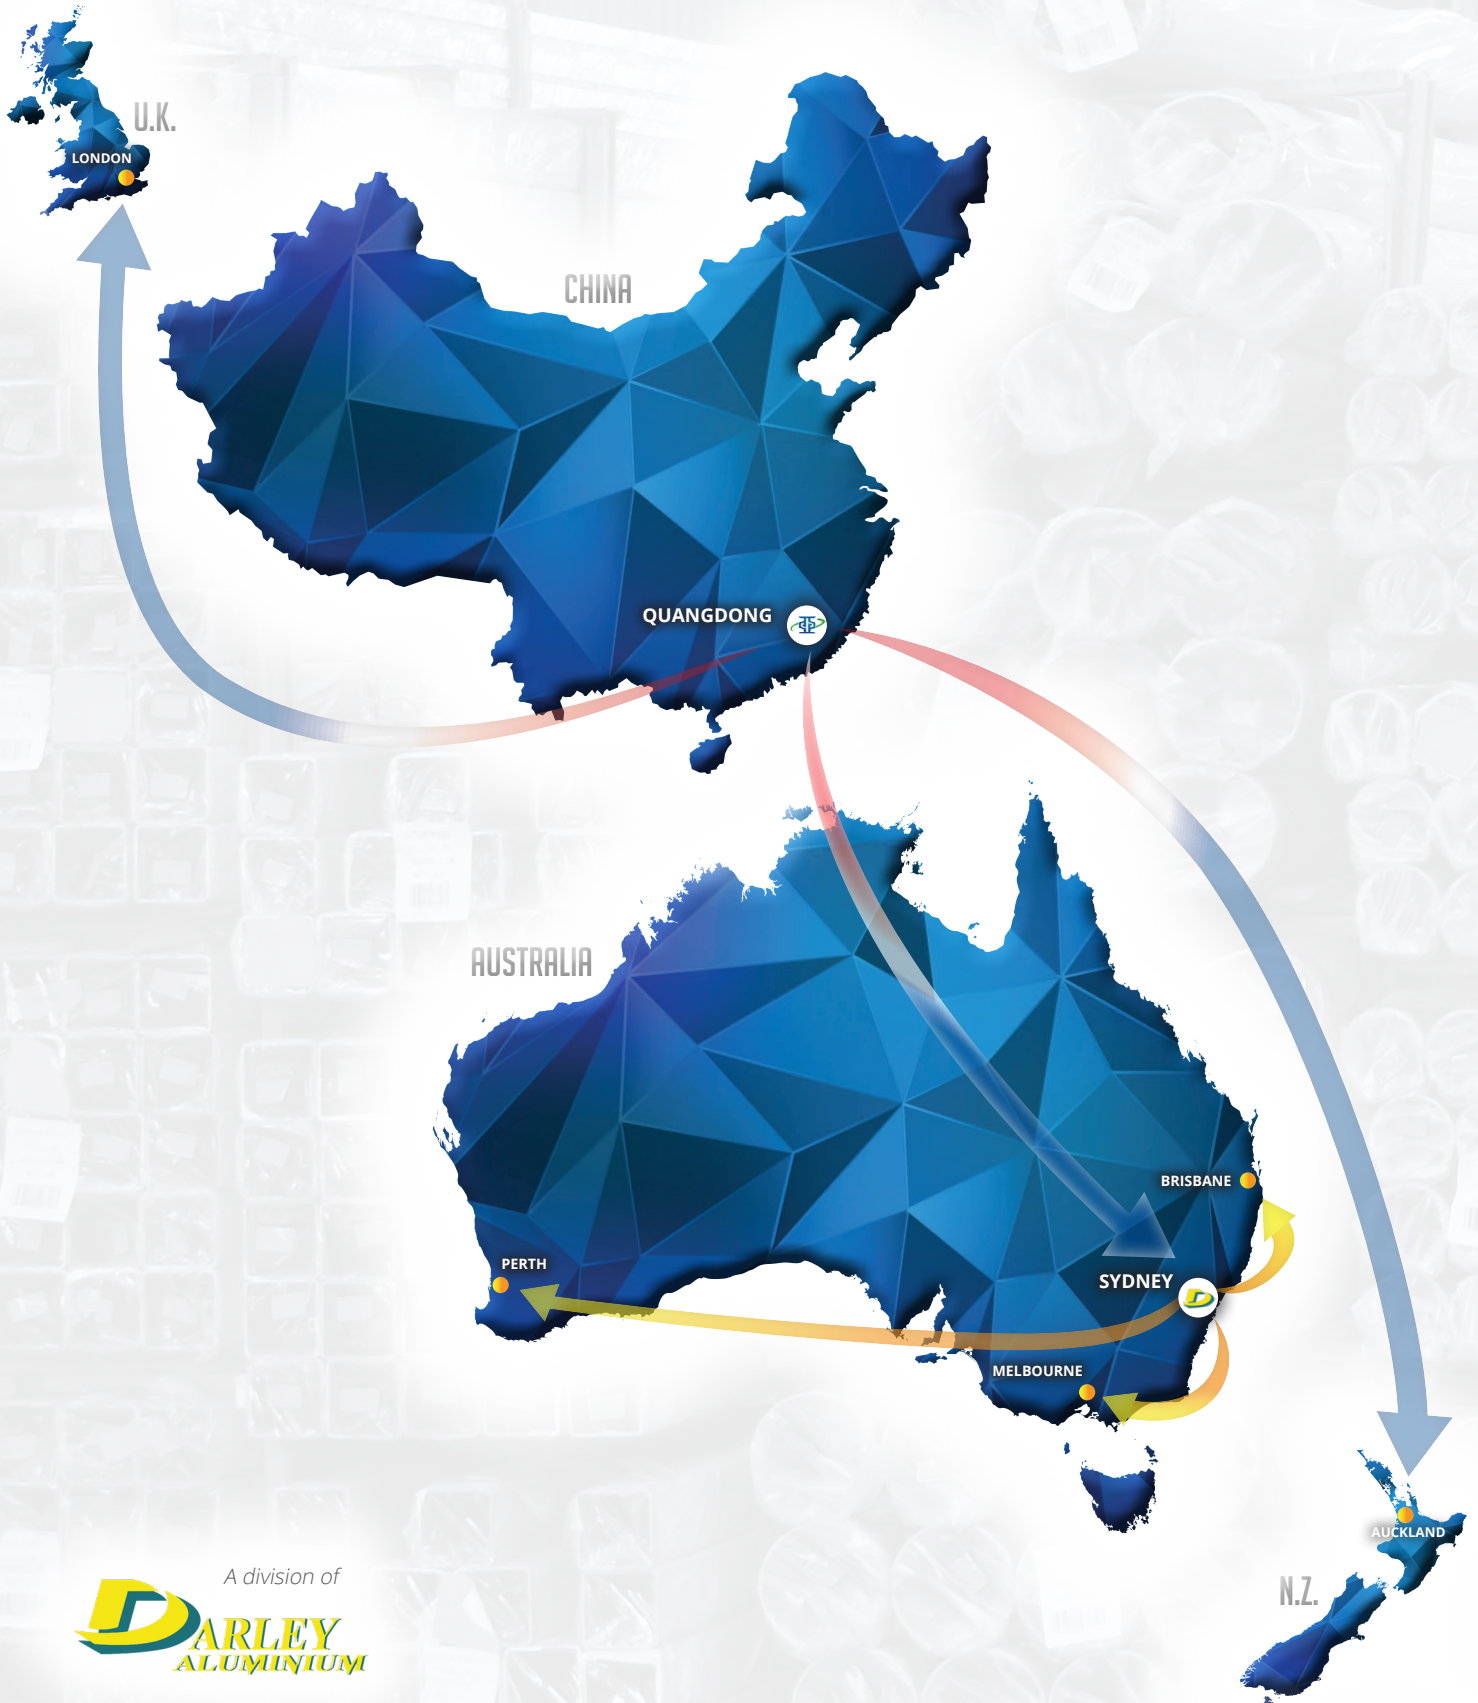 U.K.
LONDON
CHINA
QUANGDONG
AUSTRALIA
BRISBANE
PERTH
SYDNEY
MELBOURNE
AUCKLAND
N.Z.
A division of
DARLEY
ALUMINIUM